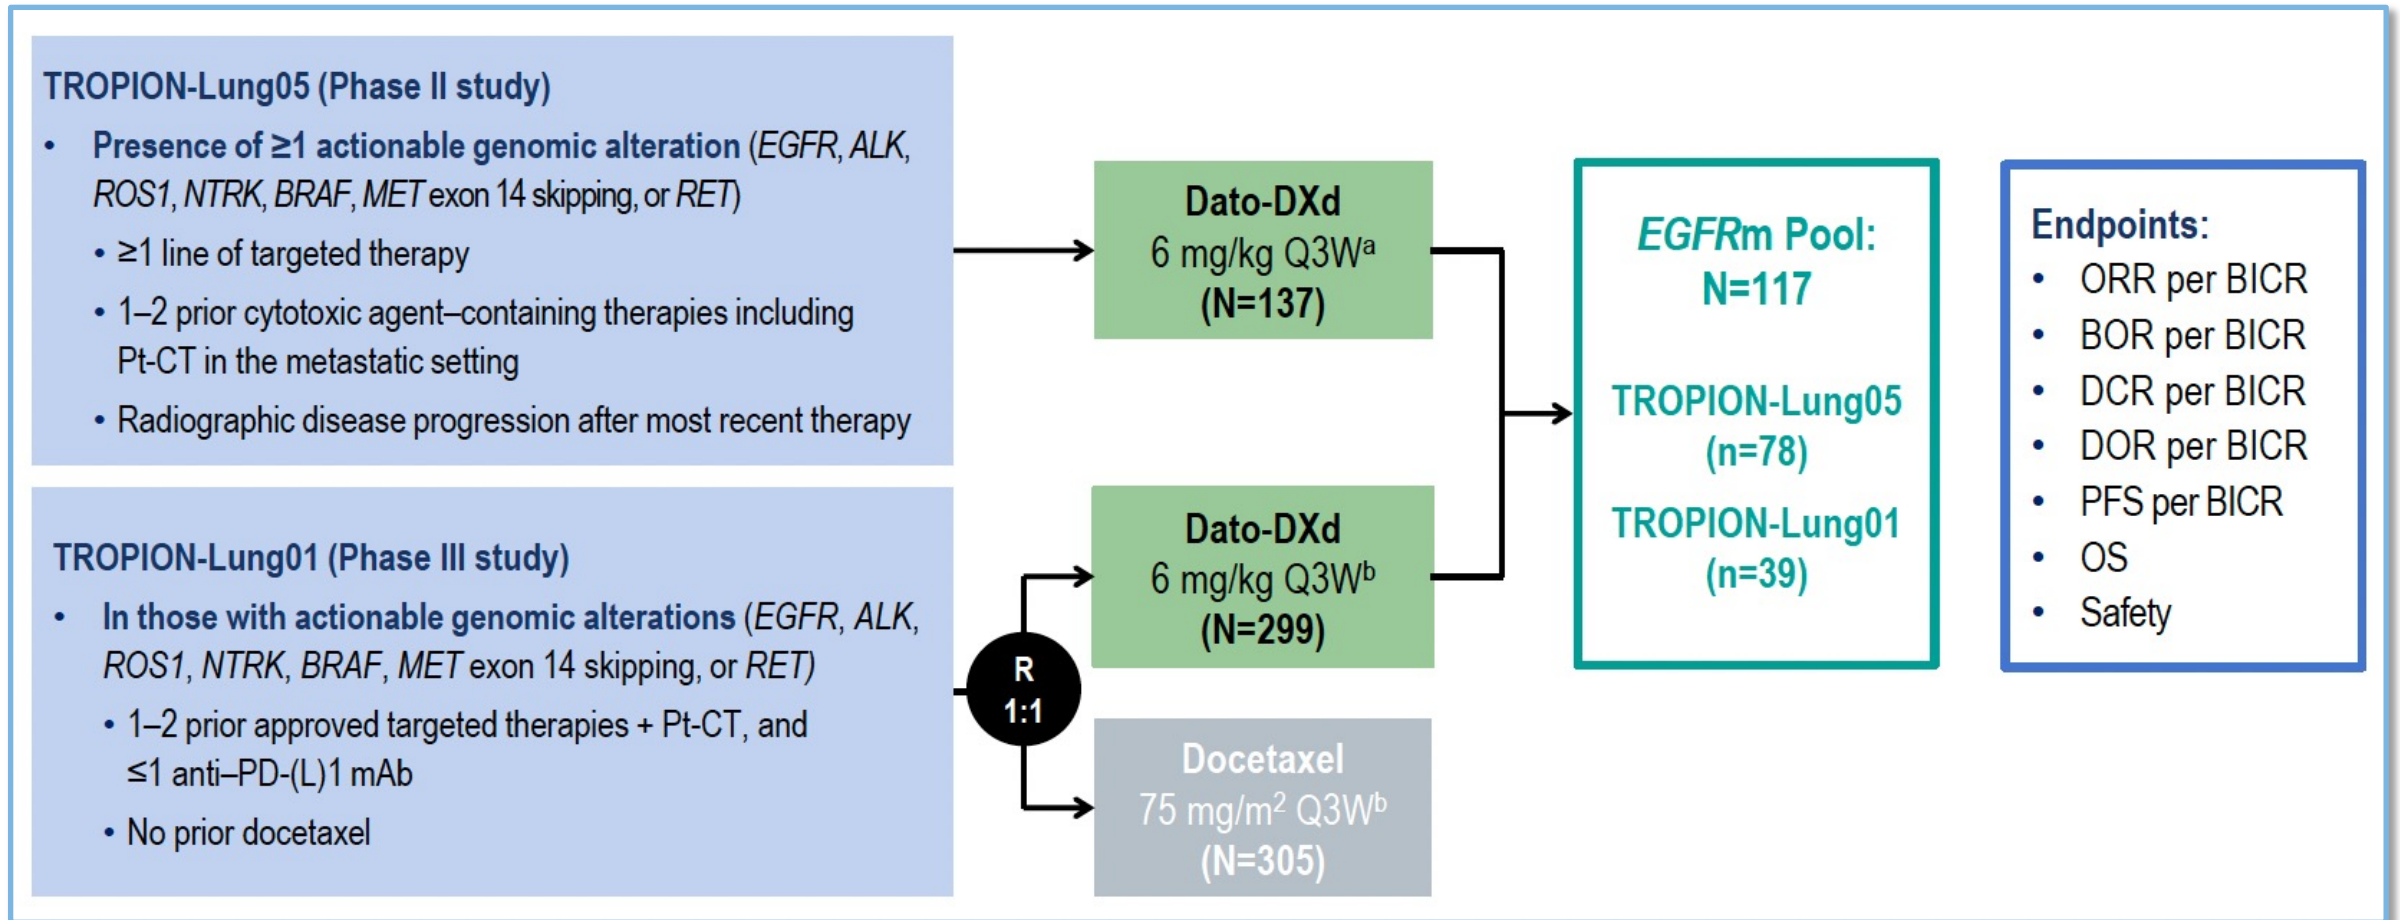 TROPION-Lung05 (Phase II study)
• Presence of ≥1 actionable genomic alteration (EGFR, ALK,
ROS1, NTRK, BRAF, MET exon 14 skipping, or RET)
• ≥1 line of targeted therapy
• 1–2 prior cytotoxic agent–containing therapies including
Pt-CT in the metastatic setting
• Radiographic disease progression after most recent therapy
TROPION-Lung01 (Phase III study)
• In those with actionable genomic alterations (EGFR, ALK,
ROS1, NTRK, BRAF, MET exon 14 skipping, or RET)
• 1–2 prior approved targeted therapies + Pt-CT, and
≤1 anti–PD-(L)1 mAb
• No prior docetaxel
R
1:1
Dato-DXd
6 mg/kg Q3Wᵃ
(N=137)
Dato-DXd
6 mg/kg Q3Wᵇ
(N=299)
Docetaxel
75 mg/m² Q3Wᵇ
(N=305)
EGFRm Pool:
N=117
TROPION-Lung05
(n=78)
TROPION-Lung01
(n=39)
Endpoints:
• ORR per BICR
• BOR per BICR
• DCR per BICR
• DOR per BICR
• PFS per BICR
• OS
• Safety